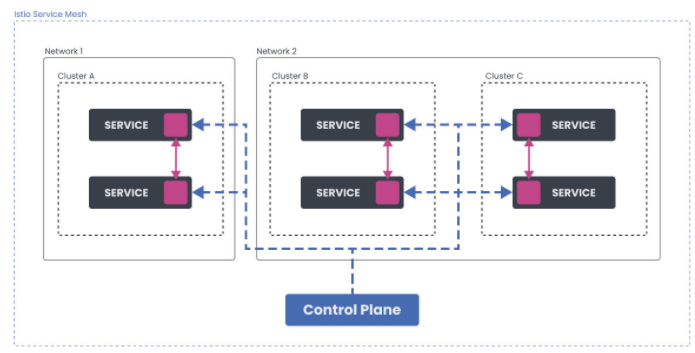 Istio Service Mesh
Network 1
Network 2
Cluster A
Cluster B
Cluster C
SERVICE
SERVICE
SERVICE
SERVICE
SERVICE
SERVICE
Control Plane